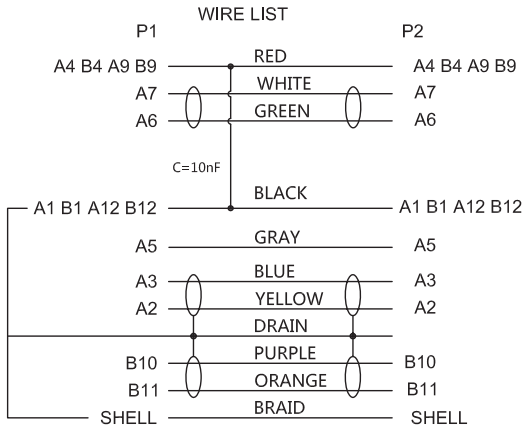 WIRE LIST
P1 P2
A4 B4 A9 B9 RED A4 B4 A9 B9
A7 WHITE A7
A6 GREEN A6
C=10nF
A1 B1 A12 B12 BLACK A1 B1 A12 B12
A5 GRAY A5
A3 BLUE A3
A2 YELLOW A2
DRAIN
B10 PURPLE B10
B11 ORANGE B11
SHELL BRAID SHELL